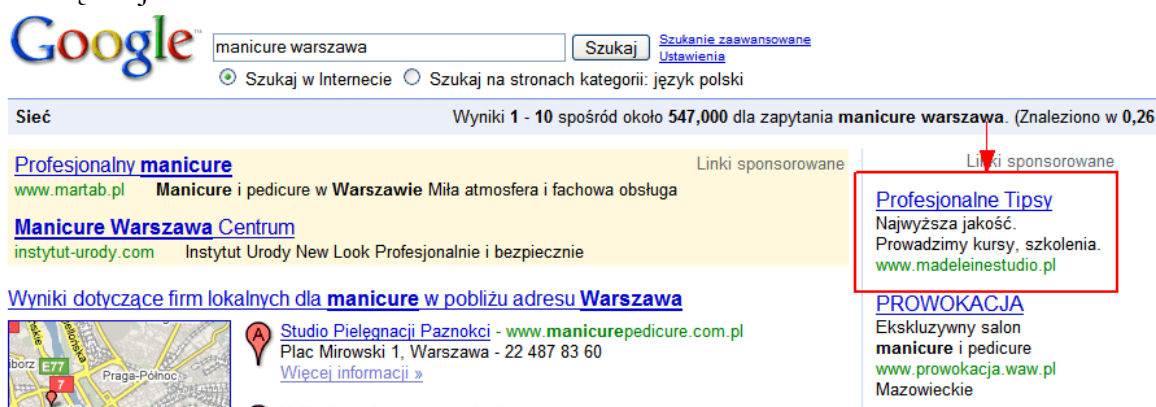 Google™
manicure warszawa
Szukaj
Szukanie zaawansowane
Ustawienia
Szukaj w Internecie Szukaj na stronach kategorii: język polski
Sieć
Wyniki 1 - 10 spośród około 547,000 dla zapytania manicure warszawa. (Znaleziono w 0,26
Profesjonalny manicure
Linki sponsorowane
www.martab.pl Manicure i pedicure w Warszawie Miła atmosfera i fachowa obsługa
Manicure Warszawa Centrum
instytut-urody.com Instytut Urody New Look Profesjonalnie i bezpiecznie
Wyniki dotyczące firm lokalnych dla manicure w pobliżu adresu Warszawa
E77
7
Praga-Północ
A
Studio Pielęgnacji Paznokci - www.manicurepedicure.com.pl
Plac Mirowski 1, Warszawa - 22 487 83 60
Więcej informacji »
Linki sponsorowane
Profesjonalne Tipsy
Najwyższa jakość.
Prowadzimy kursy, szkolenia.
www.madeleinestudio.pl
PROWOKACJA
Ekskluzywny salon
manicure i pedicure
www.prowokacja.waw.pl
Mazowieckie